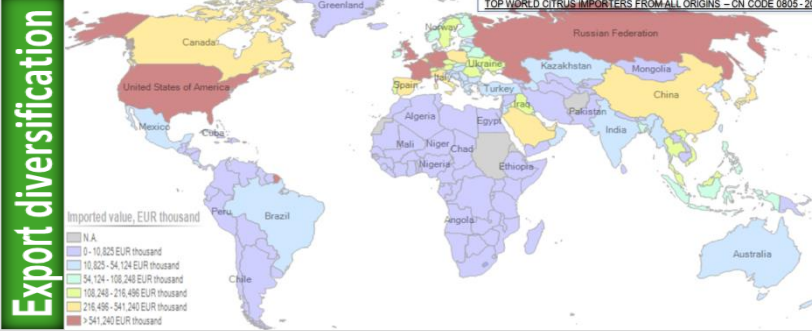 Export diversification
TOP WORLD CITRUS IMPORTERS FROM ALL ORIGINS – CN CODE 0805 - 20
Greenland
Norway
Russian Federation
Canada
Ukraine
Kazakhstan
Mongolia
United States of America
Spain
Italy
Turkey
China
Iraq
Mexico
Cuba
Algeria
Egypt
Pakistan
India
Mali
Niger
Chad
Nigeria
Ethiopia
Peru
Brazil
Angola
Australia
Chile
Imported value, EUR thousand
N.A.
0 - 10,825 EUR thousand
10,825 - 54,124 EUR thousand
54,124 - 108,248 EUR thousand
108,248 - 216,496 EUR thousand
216,496 - 541,240 EUR thousand
> 541,240 EUR thousand